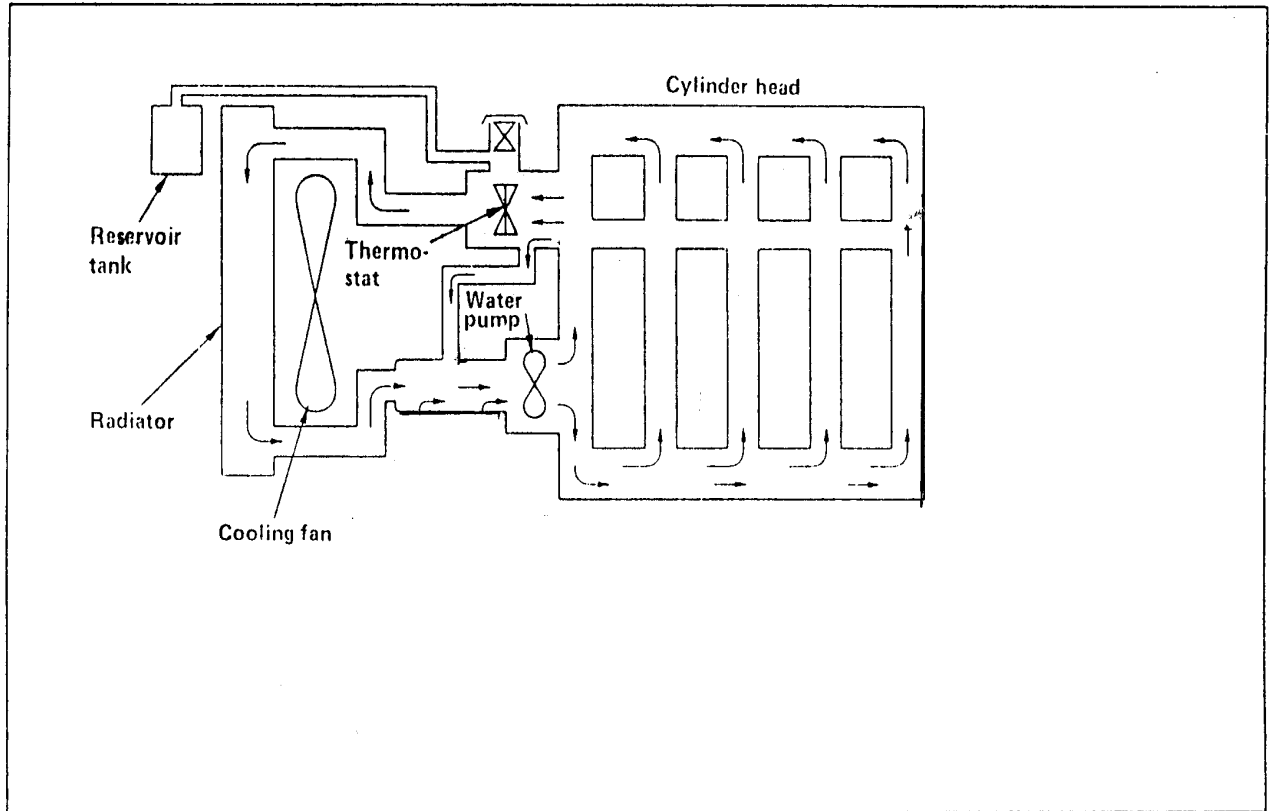 Cylinder head
Reservoir
tank
Thermo-
stat
Water
pump
Radiator
Cooling fan